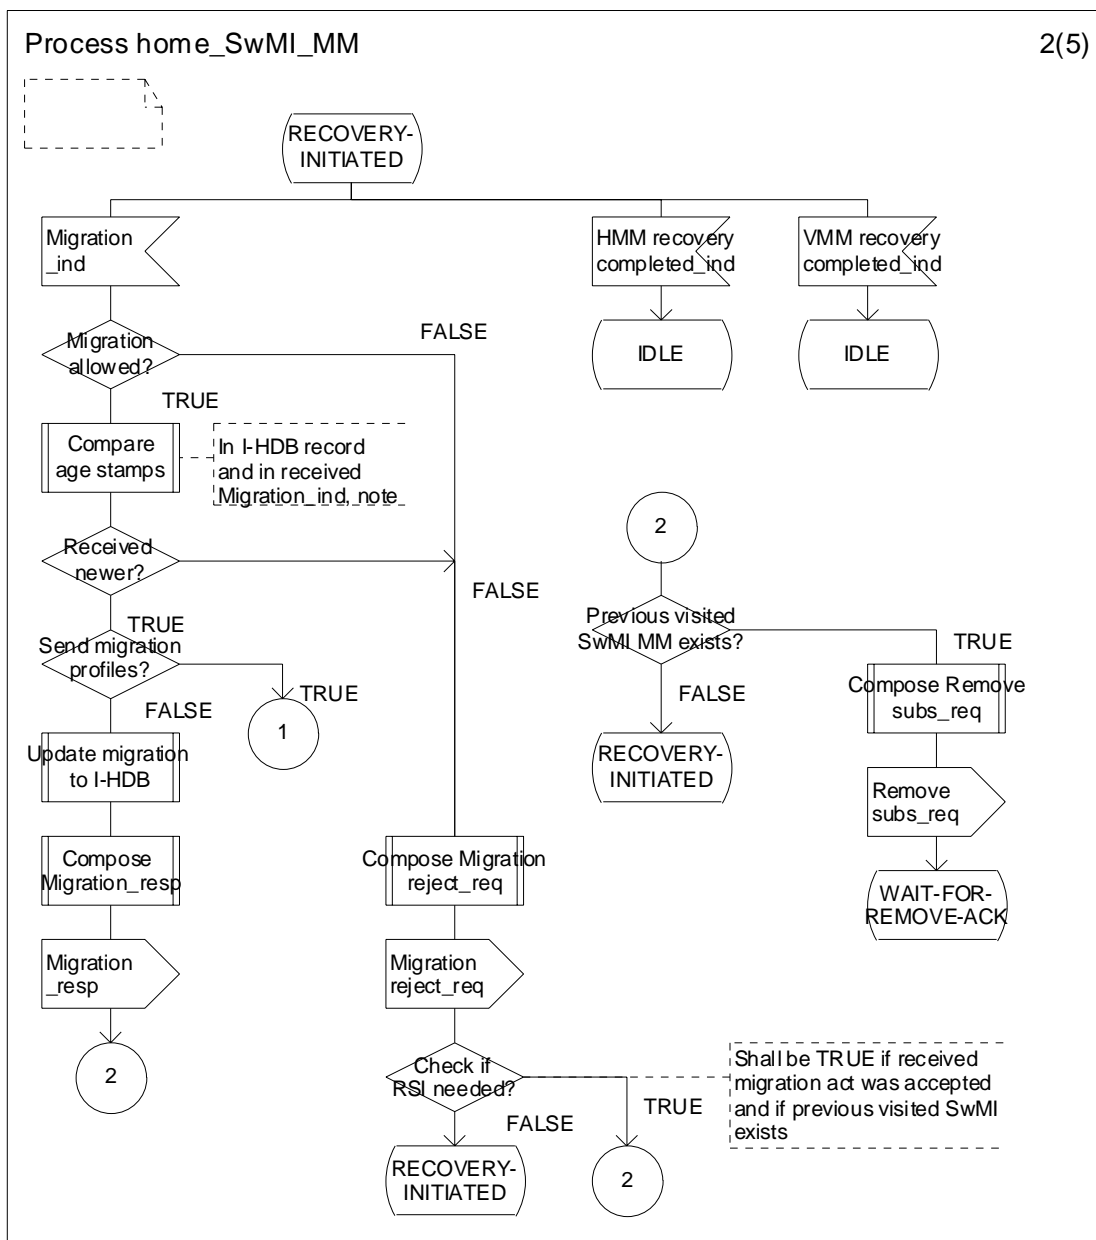 Process home_SwMI_MM
2(5)
RECOVERY-
INITIATED
Migration
_ind
HMM recovery
completed_ind
VMM recovery
completed_ind
Migration
allowed?
FALSE
IDLE
IDLE
TRUE
Compare
age stamps
In I-HDB record
and in received
Migration_ind, note
2
Received
newer?
FALSE
Previous visited
SwMI MM exists?
TRUE
TRUE
Send migration
profiles?
TRUE
FALSE
FALSE
Compose Remove
subs_req
1
Update migration
to I-HDB
RECOVERY-
INITIATED
Remove
subs_req
Compose
Migration_resp
Compose Migration
reject_req
WAIT-FOR-
REMOVE-ACK
Migration
_resp
Migration
reject_req
2
Check if
RSI needed?
Shall be TRUE if received
migration act was accepted
and if previous visited SwMI
exists
TRUE
FALSE
RECOVERY-
INITIATED
2